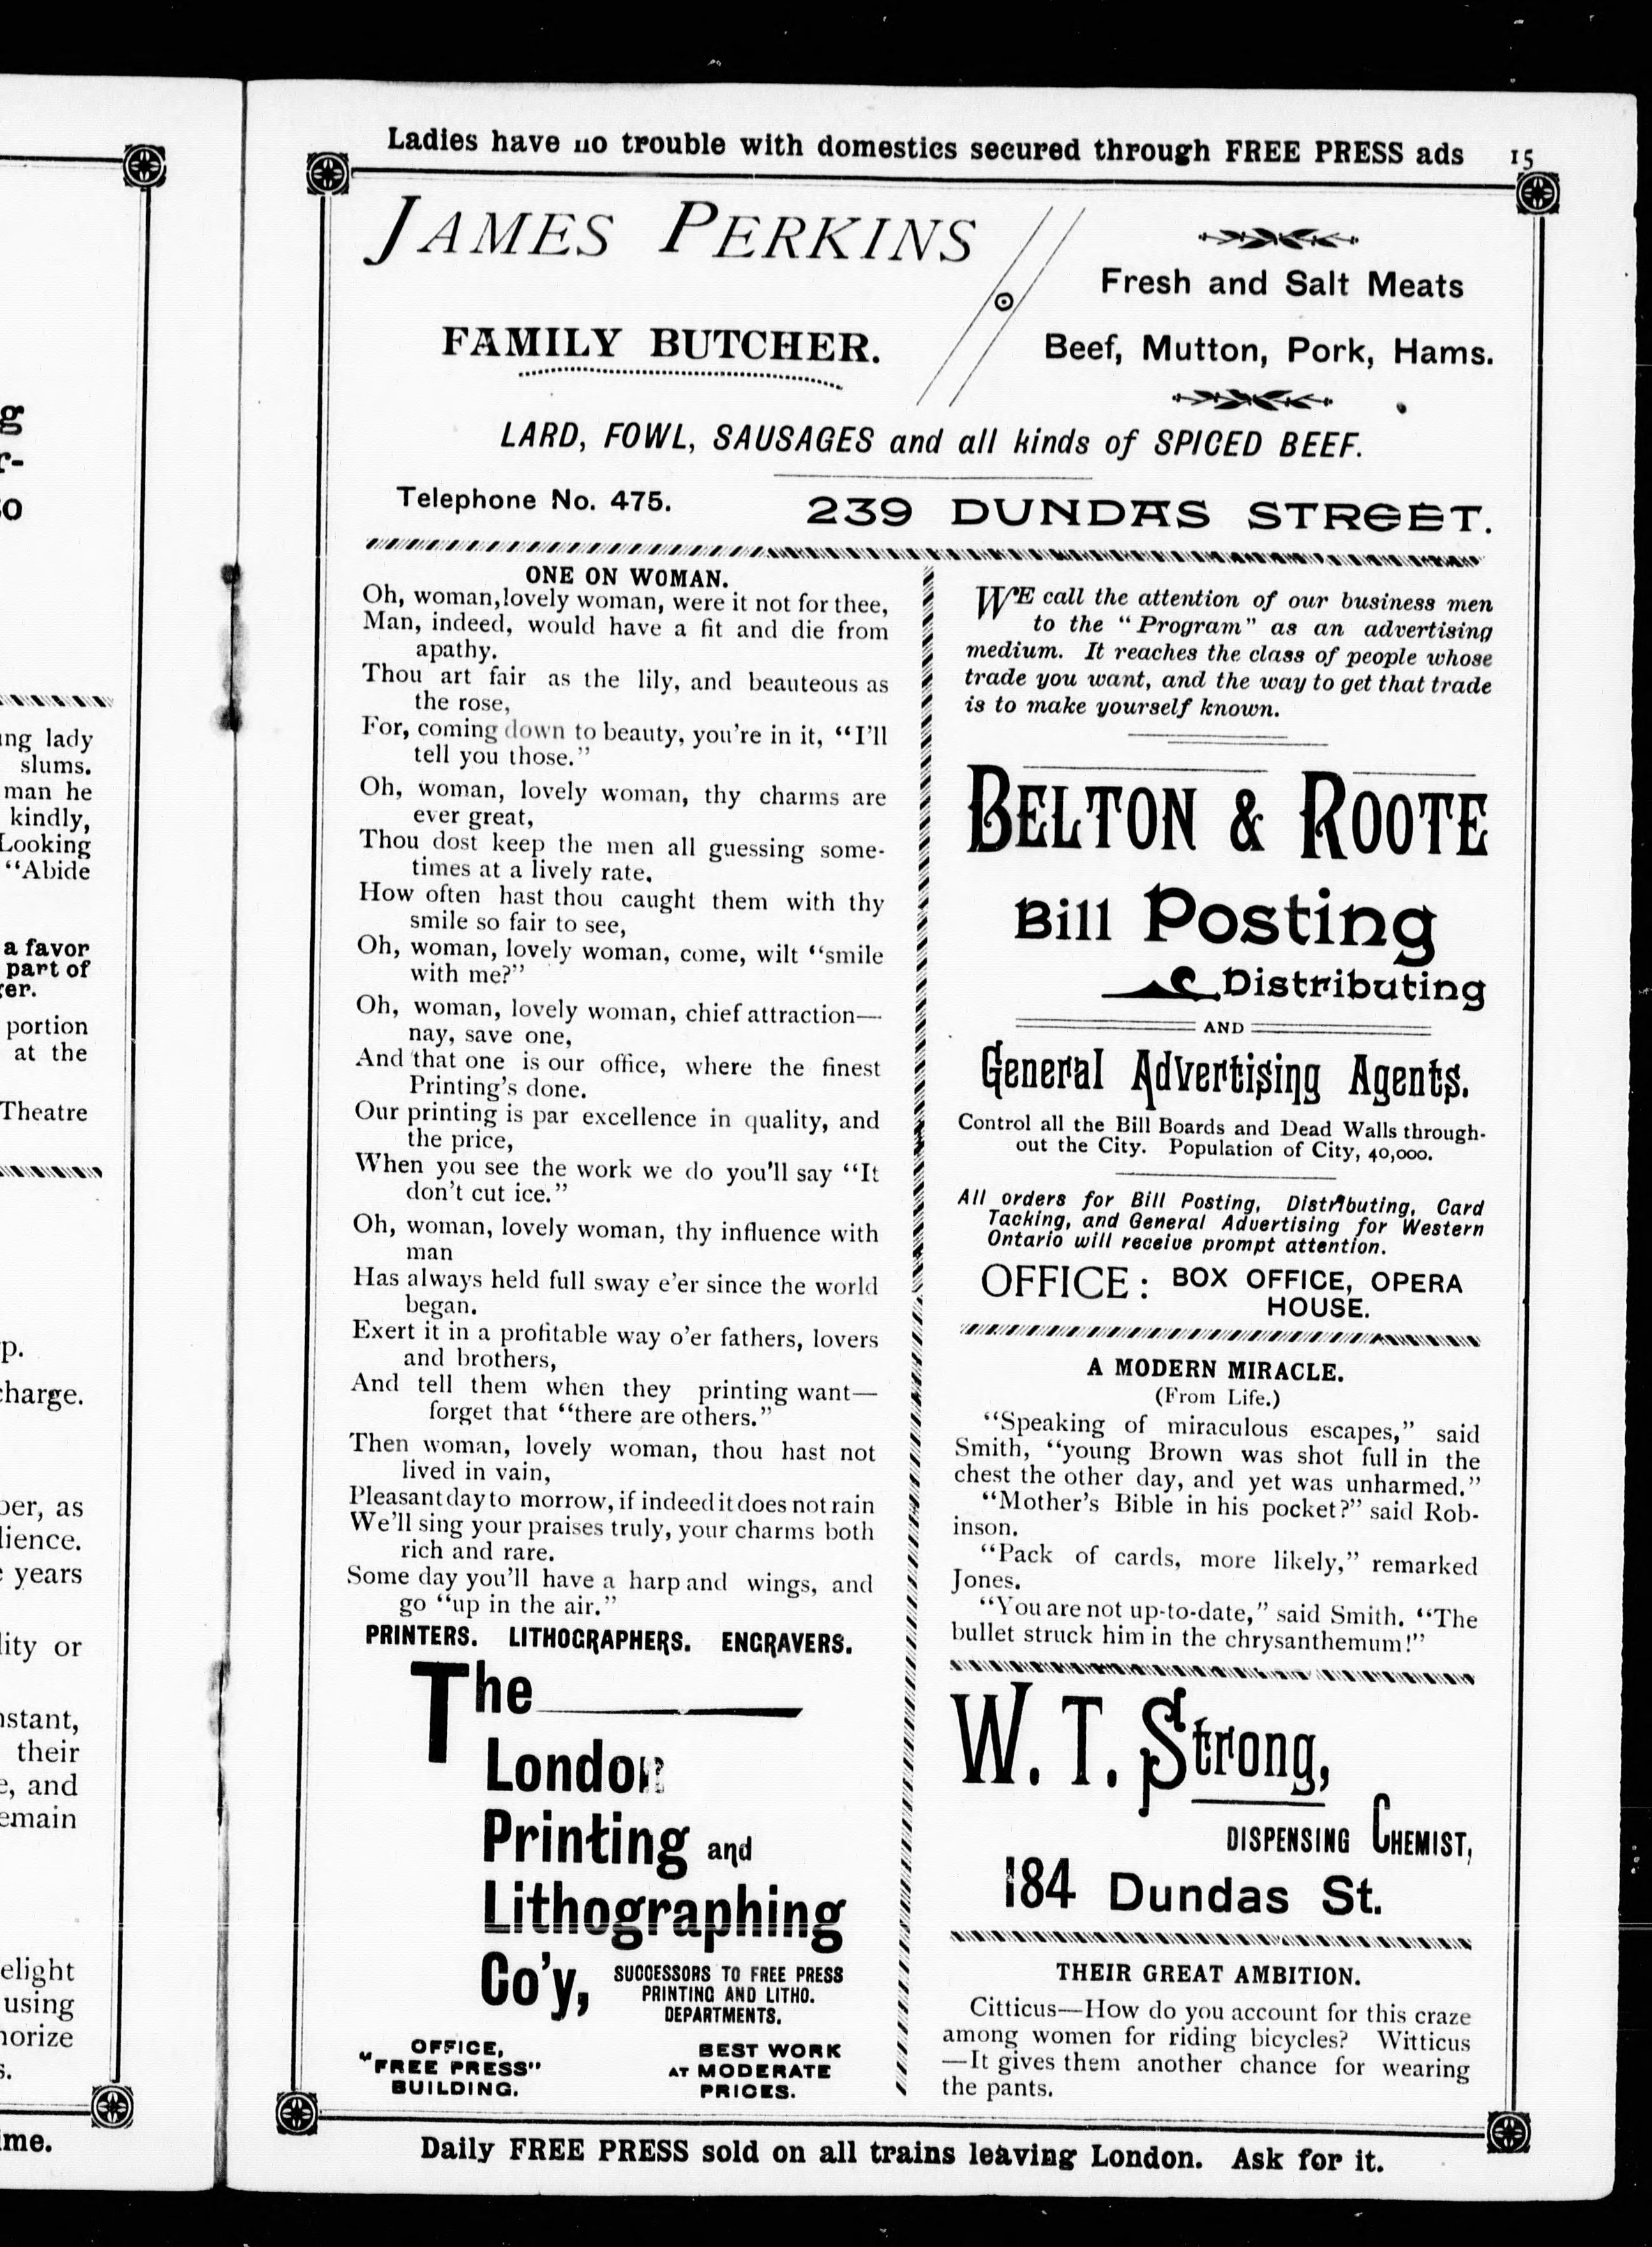 Ladies have no trouble with domestics secured through FREE PRESS ads 15
JAMES PERKINS
FAMILY BUTCHER.
Fresh and Salt Meats
Beef, Mutton, Pork, Hams.
LARD, FOWL, SAUSAGES and all kinds of SPICED BEEF.
Telephone No. 475. 239 DUNDAS STREET.
ONE ON WOMAN.
Oh, woman, lovely woman, were it not for thee,
Man, indeed, would have a fit and die from
apathy.
Thou art fair as the lily, and beauteous as
the rose,
For, coming down to beauty, you're in it, "I'll
tell you those."
Oh, woman, lovely woman, thy charms are
ever great,
Thou dost keep the men all guessing some-
times at a lively rate.
How often hast thou caught them with thy
smile so fair to see,
Oh, woman, lovely woman, come, wilt "smile
with me?"
Oh, woman, lovely woman, chief attraction—
nay, save one,
And that one is our office, where the finest
Printing's done.
Our printing is par excellence in quality, and
the price,
When you see the work we do you'll say "It
don't cut ice."
Oh, woman, lovely woman, thy influence with
man
Has always held full sway e'er since the world
began.
Exert it in a profitable way o'er fathers, lovers
and brothers,
And tell them when they printing want—
forget that "there are others."
Then woman, lovely woman, thou hast not
lived in vain,
Pleasant day to morrow, if indeed it does not rain
We'll sing your praises truly, your charms both
rich and rare.
Some day you'll have a harp and wings, and
go "up in the air."
PRINTERS. LITHOGRAPHERS. ENGRAVERS.
The
London
Printing and
Lithographing
Co'y,
SUCCESSORS TO FREE PRESS
PRINTING AND LITHO.
DEPARTMENTS.
OFFICE,
"FREE PRESS"
BUILDING.
BEST WORK
AT MODERATE
PRICES.
WE call the attention of our business men
to the "Program" as an advertising
medium. It reaches the class of people whose
trade you want, and the way to get that trade
is to make yourself known.
BELTON & ROOTE
Bill Posting
Distributing
AND
General Advertising Agents.
Control all the Bill Boards and Dead Walls through-
out the City. Population of City, 40,000.
All orders for Bill Posting, Distributing, Card
Tacking, and General Advertising for Western
Ontario will receive prompt attention.
OFFICE: BOX OFFICE, OPERA
HOUSE.
A MODERN MIRACLE.
(From Life.)
"Speaking of miraculous escapes," said
Smith, "young Brown was shot full in the
chest the other day, and yet was unharmed."
"Mother's Bible in his pocket?" said Rob-
inson.
"Pack of cards, more likely," remarked
Jones.
"You are not up-to-date," said Smith. "The
bullet struck him in the chrysanthemum!"
W. T. Strong,
DISPENSING CHEMIST,
184 Dundas St.
THEIR GREAT AMBITION.
Citticus—How do you account for this craze
among women for riding bicycles? Witticus
—It gives them another chance for wearing
the pants.
Daily FREE PRESS sold on all trains leaving London. Ask for it.
lady
slums.
man he
kindly,
Looking
"Abide
a favor
part of
portion
at the
Theatre
charge.
as
years
or
their
and
using